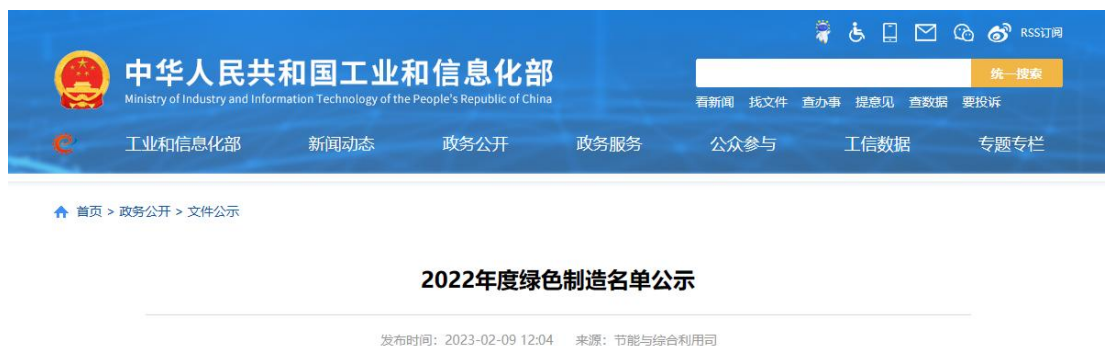 RSS订阅
中华人民共和国工业和信息化部
Ministry of Industry and Information Technology of the People's Republic of China
统一搜索
看新闻 找文件 查办事 提意见 查数据 要投诉
工业和信息化部 新闻动态 政务公开 政务服务 公众参与 工信数据 专题专栏
首页 > 政务公开 > 文件公示
2022年度绿色制造名单公示
发布时间：2023-02-09 12:04 来源：节能与综合利用司